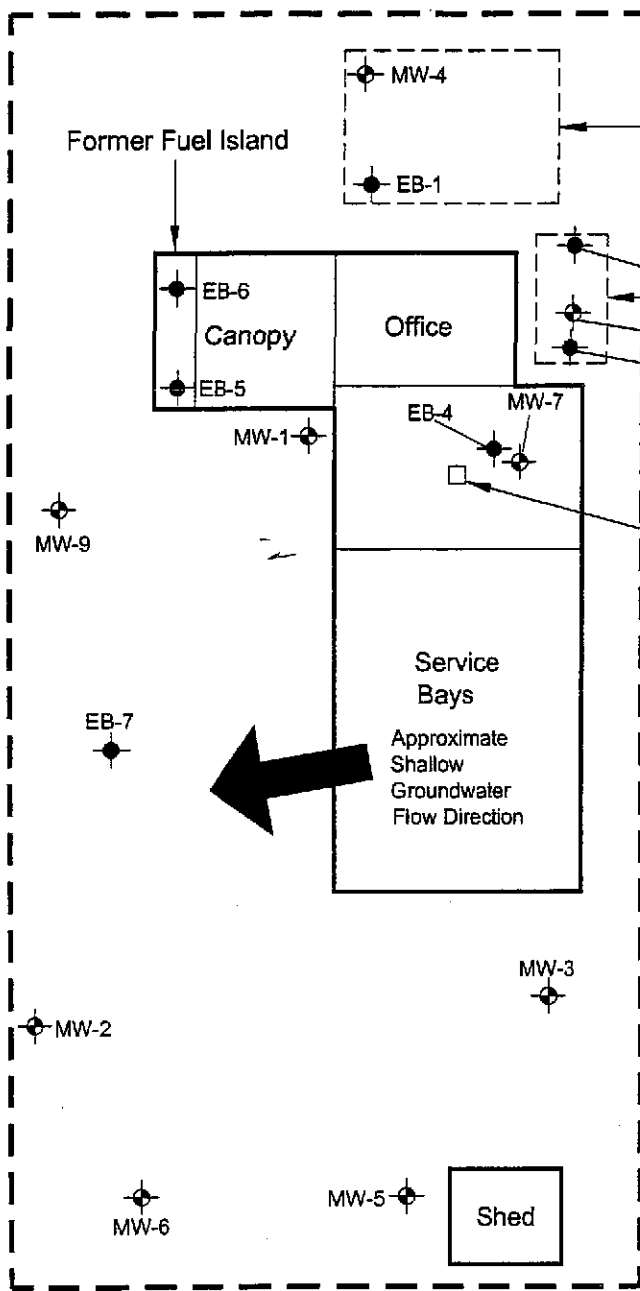 MW-4
Former Fuel Island
EB-1
EB-6
Canopy
Office
EB-5
MW-1
EB-4
MW-7
MW-9
Service
Bays
EB-7
Approximate
Shallow
Groundwater
Flow Direction
MW-3
MW-2
MW-5
MW-6
Shed